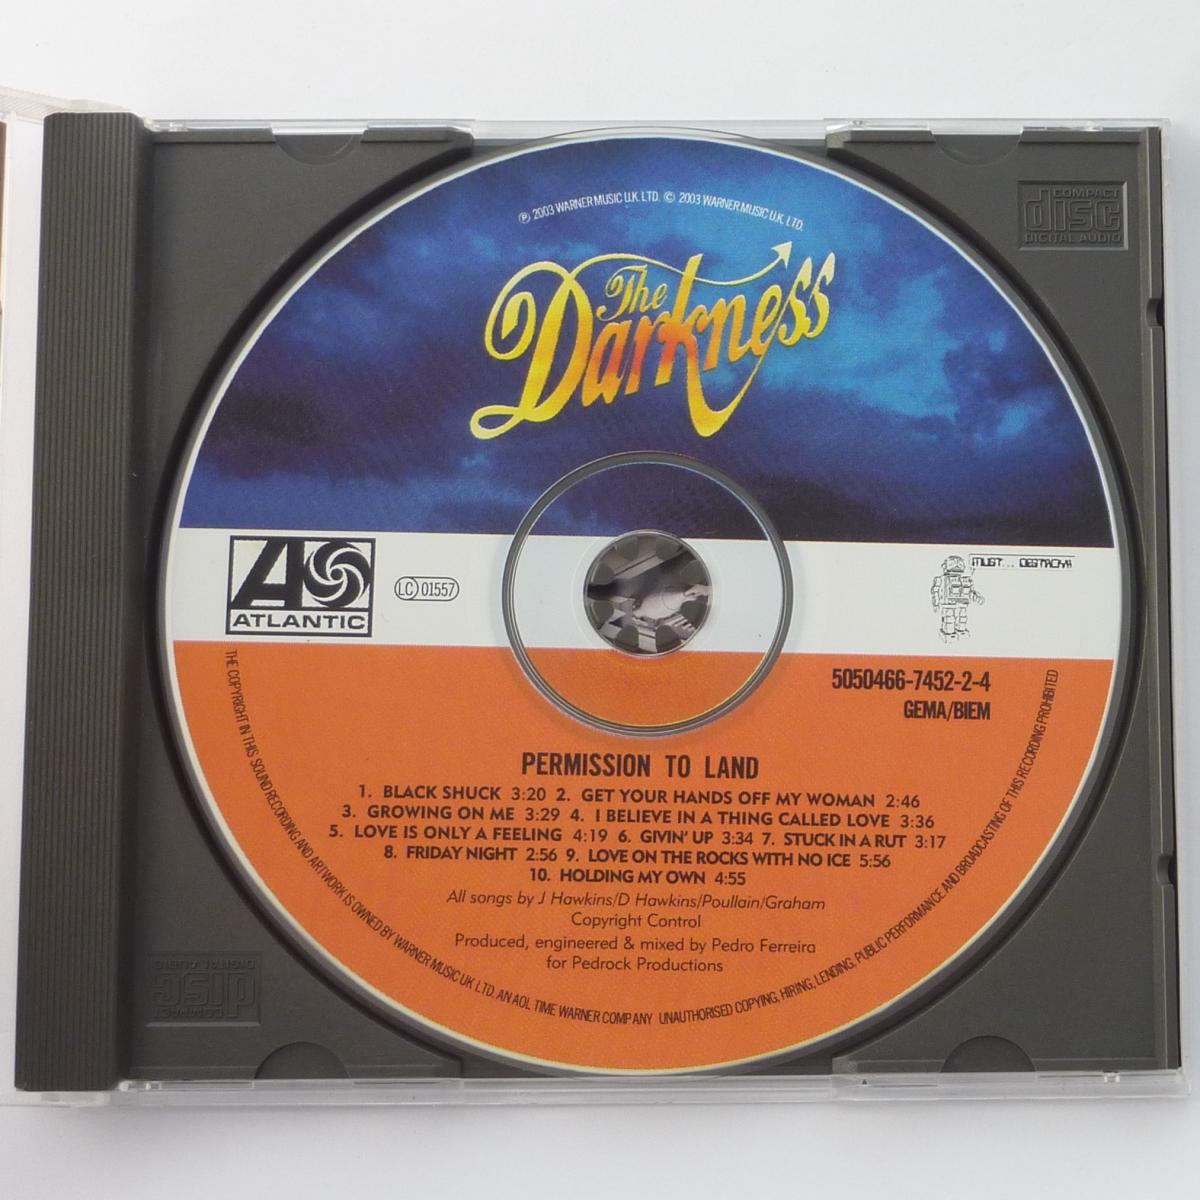 ℗ 2003 WARNER MUSIC U.K. LTD. © 2003 WARNER MUSIC U.K. LTD.
The
Darkness
COMPACT
disc
DIGITAL AUDIO
ATLANTIC
LC 01557
MUST... DESTROY!!
5050466-7452-2-4
GEMA/BIEM
PERMISSION TO LAND
1. BLACK SHUCK 3:20 2. GET YOUR HANDS OFF MY WOMAN 2:46
3. GROWING ON ME 3:29 4. I BELIEVE IN A THING CALLED LOVE 3:36
5. LOVE IS ONLY A FEELING 4:19 6. GIVIN' UP 3:34 7. STUCK IN A RUT 3:17
8. FRIDAY NIGHT 2:56 9. LOVE ON THE ROCKS WITH NO ICE 5:56
10. HOLDING MY OWN 4:55
All songs by J Hawkins/D Hawkins/Poullain/Graham
Copyright Control
Produced, engineered & mixed by Pedro Ferreira
for Pedrock Productions
THE COPYRIGHT IN THIS SOUND RECORDING AND ARTWORK IS OWNED BY WARNER MUSIC UK LTD. AN AOL TIME WARNER COMPANY UNAUTHORISED COPYING, HIRING, LENDING, PUBLIC PERFORMANCE AND BROADCASTING OF THIS RECORDING PROHIBITED
COMPACT
disc
DIGITAL AUDIO